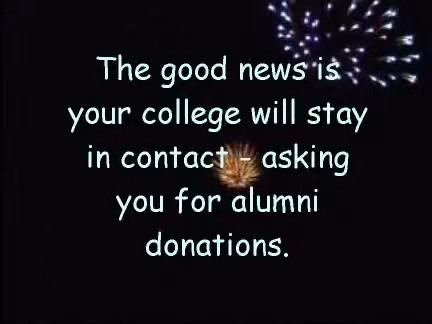 The good news is
your college will stay
in contact - asking
you for alumni
donations.